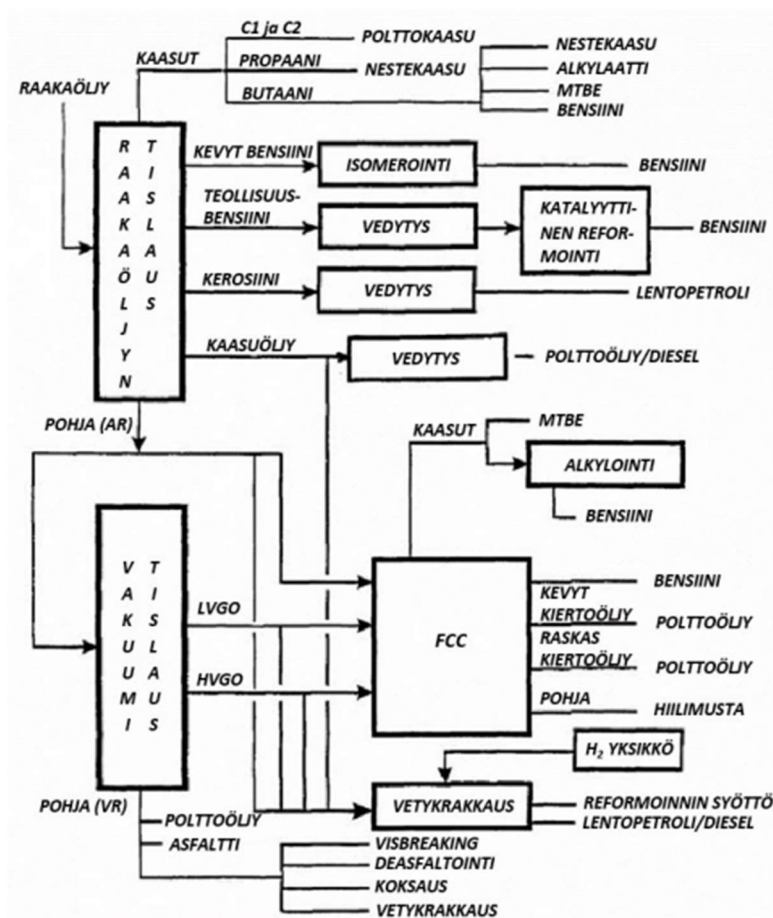 C1 ja C2
POLTTOKAASU
KAASUT
PROPAANI
NESTEKAASU
NESTEKAASU
ALKYLAATTI
BUTAANI
MTBE
BENSIINI
RAAKAÖLJY
RAAKAÖLJYN
TISLAUS
KEVYT BENSIINI
ISOMEROINTI
BENSIINI
TEOLLISUUS-
BENSIINI
VEDYTYS
KATALYYTTI-
NEN REFOR-
MOINTI
BENSIINI
KEROSIINI
VEDYTYS
LENTOPETROLI
KAASUÖLJY
VEDYTYS
POLTTOÖLJY/DIESEL
POHJA (AR)
KAASUT
MTBE
ALKYLOINTI
BENSIINI
VAKUUMI
TISLAUS
LVGO
HVGO
FCC
BENSIINI
KEVYT
KIERTOÖLJY
POLTTOÖLJY
RASKAS
KIERTOÖLJY
POLTTOÖLJY
POHJA
HIILIMUSTA
H₂ YKSIKKÖ
VETYKRAKKAUS
REFORMOINNIN SYÖTTÖ
LENTOPETROLI/DIESEL
POHJA (VR)
POLTTOÖLJY
ASFALTTI
VISBREAKING
DEASFALTOINTI
KOKSAUS
VETYKRAKKAUS